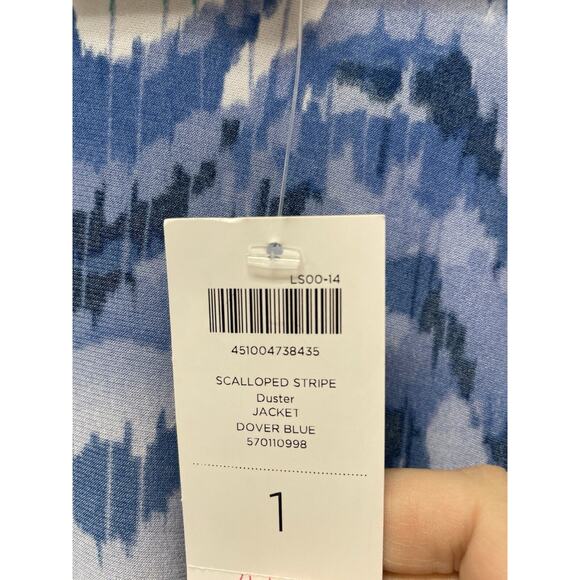 LS00-14
451004738435
SCALLOPED STRIPE
Duster
JACKET
DOVER BLUE
570110998
1